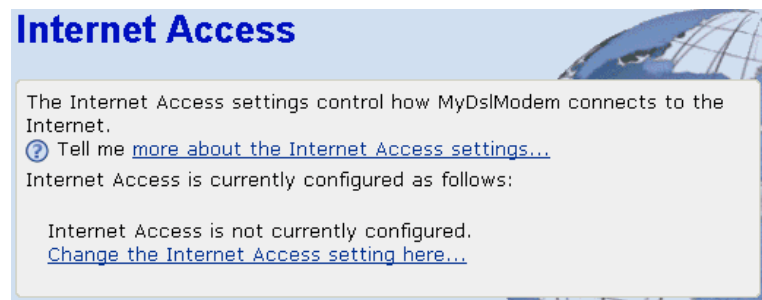 Internet Access
The Internet Access settings control how MyDslModem connects to the
Internet.
Tell me more about the Internet Access settings...
Internet Access is currently configured as follows:
Internet Access is not currently configured.
Change the Internet Access setting here...